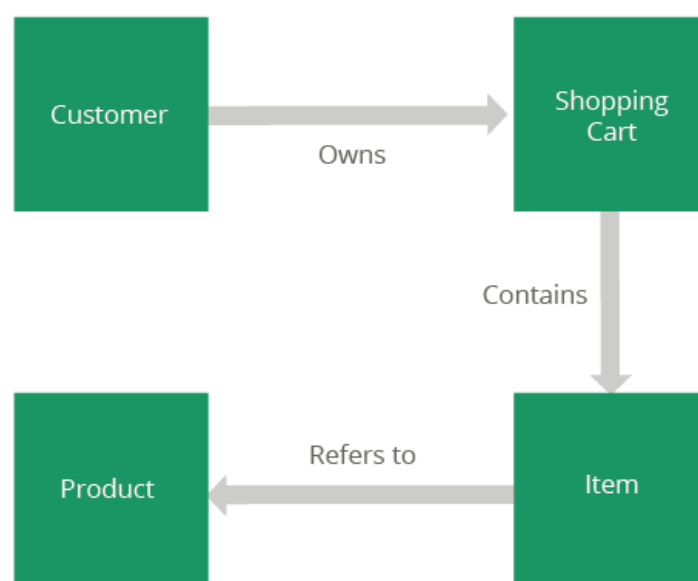 Customer
Owns
Shopping
Cart
Contains
Refers to
Product
Item